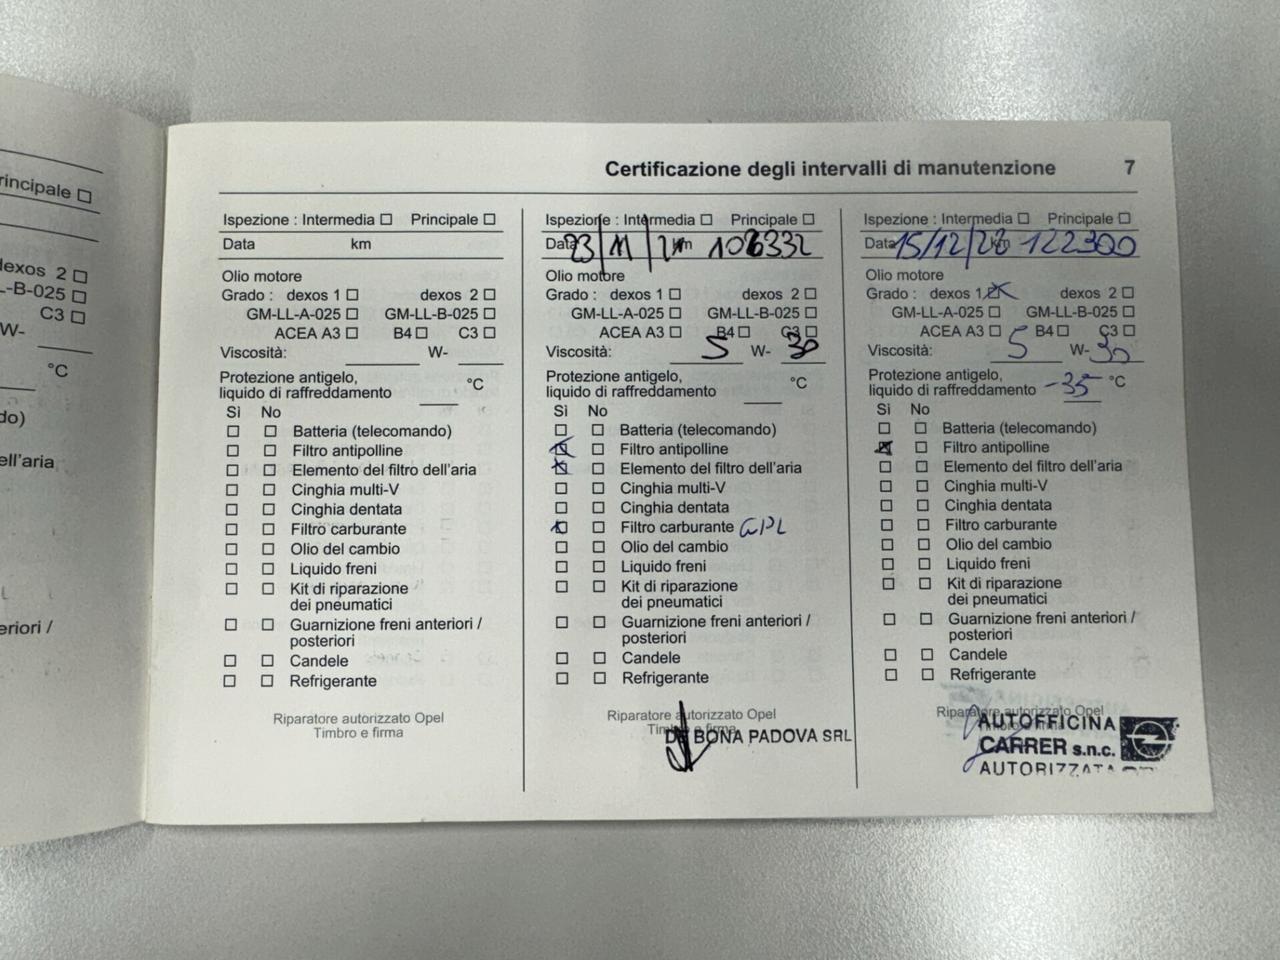 rincipale
dexos 2
L-B-025
C3
W-
°C
do)
ell'aria
eriori /
Certificazione degli intervalli di manutenzione 7
Ispezione : Intermedia Principale
Data km
Olio motore
Grado : dexos 1 dexos 2
GM-LL-A-025 GM-LL-B-025
ACEA A3 B4 C3
Viscosità: W-
Protezione antigelo,
liquido di raffreddamento °C
Sì No
Batteria (telecomando)
Filtro antipolline
Elemento del filtro dell'aria
Cinghia multi-V
Cinghia dentata
Filtro carburante
Olio del cambio
Liquido freni
Kit di riparazione
dei pneumatici
Guarnizione freni anteriori /
posteriori
Candele
Refrigerante
Riparatore autorizzato Opel
Timbro e firma
Ispezione : Intermedia Principale
Data 23/11/ km 106332
Olio motore
Grado : dexos 1 dexos 2
GM-LL-A-025 GM-LL-B-025
ACEA A3 B4 C3
Viscosità: 5 W- 30
Protezione antigelo,
liquido di raffreddamento °C
Sì No
Batteria (telecomando)
Filtro antipolline
Elemento del filtro dell'aria
Cinghia multi-V
Cinghia dentata
Filtro carburante GPL
Olio del cambio
Liquido freni
Kit di riparazione
dei pneumatici
Guarnizione freni anteriori /
posteriori
Candele
Refrigerante
Riparatore autorizzato Opel
Timbro e firma
DE BONA PADOVA SRL
Ispezione : Intermedia Principale
Data 15/12/ km 122300
Olio motore
Grado : dexos 1 dexos 2
GM-LL-A-025 GM-LL-B-025
ACEA A3 B4 C3
Viscosità: 5 W- 30
Protezione antigelo,
liquido di raffreddamento -35 °C
Sì No
Batteria (telecomando)
Filtro antipolline
Elemento del filtro dell'aria
Cinghia multi-V
Cinghia dentata
Filtro carburante
Olio del cambio
Liquido freni
Kit di riparazione
dei pneumatici
Guarnizione freni anteriori /
posteriori
Candele
Refrigerante
Riparatore autorizzato Opel
AUTOFFICINA
CARRER s.n.c.
AUTORIZZATA